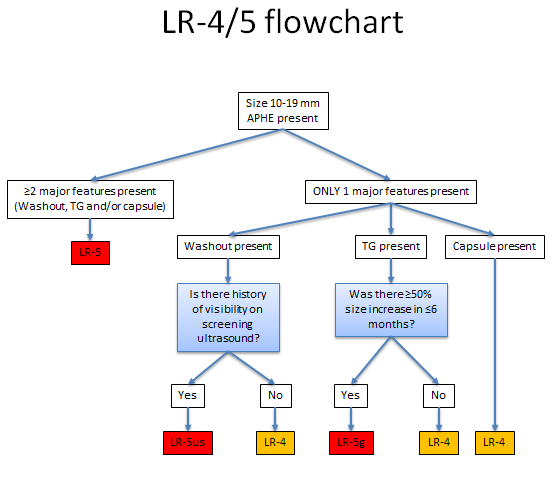 LR-4/5 flowchart
Size 10-19 mm
APHE present
≥2 major features present
(Washout, TG and/or capsule)
ONLY 1 major features present
LR-5
Washout present
TG present
Capsule present
Is there history
of visibility on
screening
ultrasound?
Was there ≥50%
size increase in ≤6
months?
Yes
No
Yes
No
LR-5us
LR-4
LR-5g
LR-4
LR-4